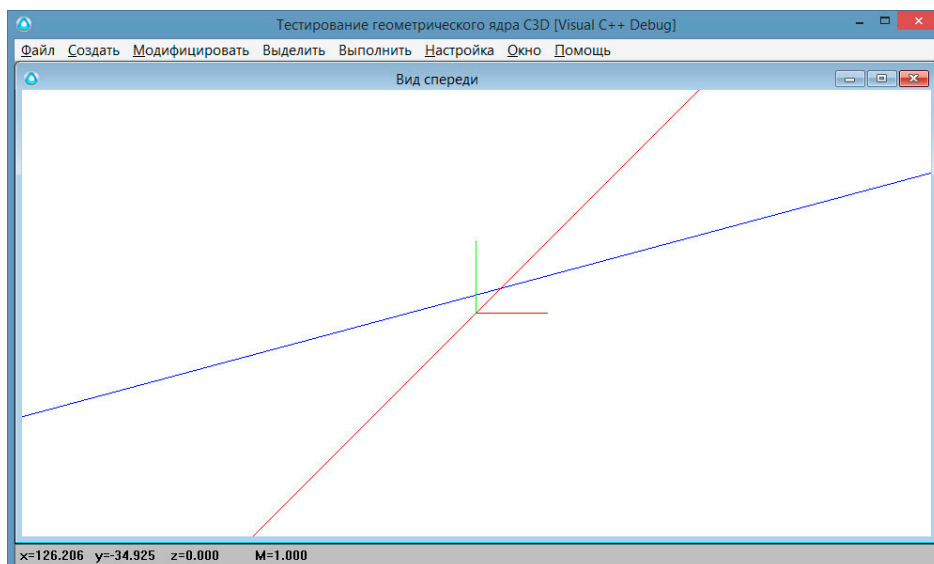 Тестирование геометрического ядра C3D [Visual C++ Debug]
Файл Создать Модифицировать Выделить Выполнить Настройка Окно Помощь
Вид спереди
x=126.206 y=-34.925 z=0.000 M=1.000